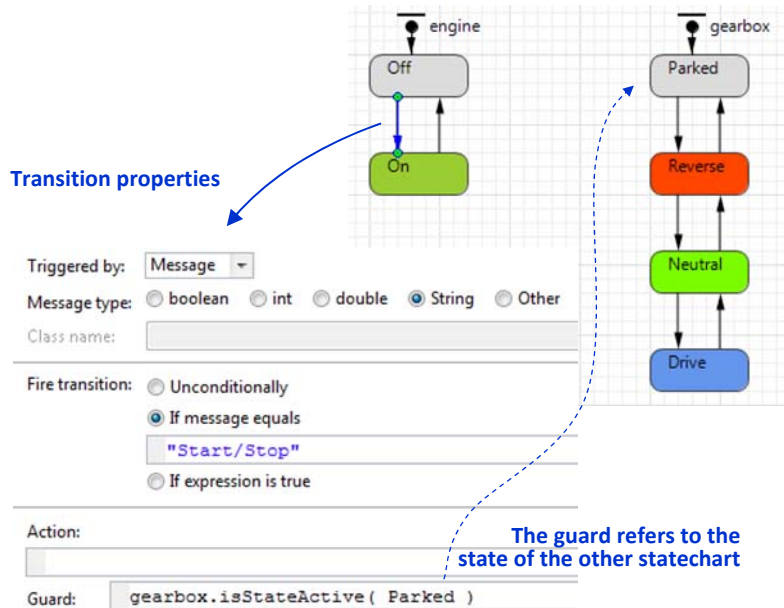 engine
gearbox
Off
Parked
On
Reverse
Neutral
Drive
Transition properties
Triggered by: Message
Message type: boolean int double String Other
Class name:
Fire transition: Unconditionally
If message equals
"Start/Stop"
If expression is true
Action:
The guard refers to the
state of the other statechart
Guard: gearbox.isStateActive( Parked )